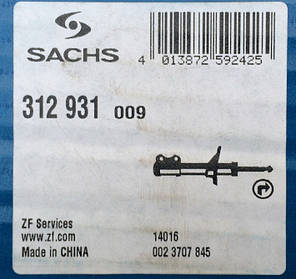 SACHS
4 013872 592425
312 931 009
ZF Services
www.zf.com 14016
Made in CHINA 002 3707 845